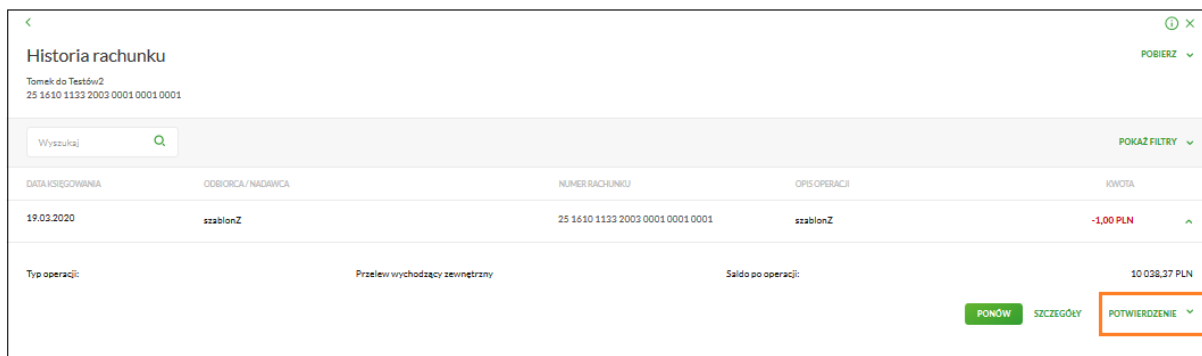 Historia rachunku
POBIERZ
Tomek do Testów2
25 1610 1133 2003 0001 0001 0001
Wyszukaj
POKAŻ FILTRY
DATA KSIĘGOWANIA ODBIORCA / NADAWCA NUMER RACHUNKU OPIS OPERACJI KWOTA
19.03.2020 szablonZ 25 1610 1133 2003 0001 0001 0001 szablonZ -1,00 PLN
Typ operacji: Przelew wychodzący zewnętrzny Saldo po operacji: 10 038,37 PLN
PONÓW SZCZEGÓŁY POTWIERDZENIE